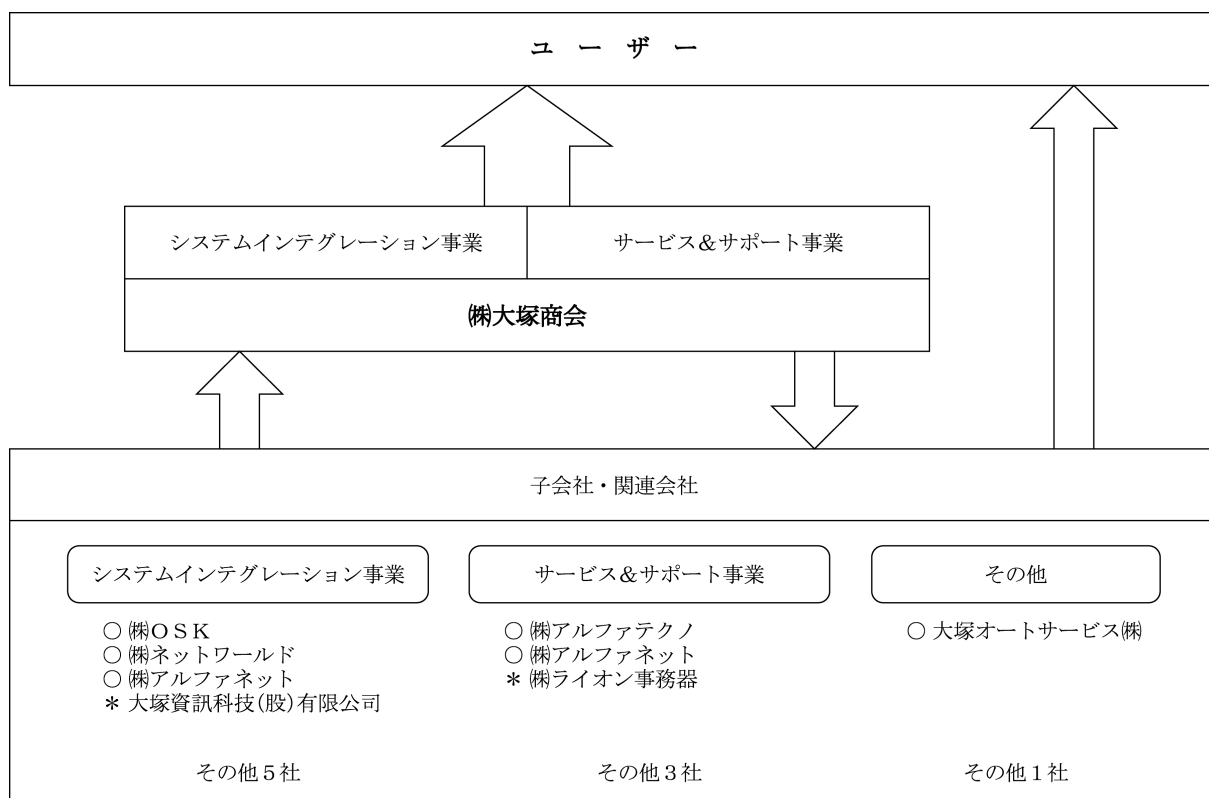 ユーザー
システムインテグレーション事業
サービス&サポート事業
㈱大塚商会
子会社・関連会社
システムインテグレーション事業
○ ㈱OSK
○ ㈱ネットワールド
○ ㈱アルファネット
* 大塚資訊科技(股)有限公司
その他5社
サービス&サポート事業
○ ㈱アルファテクノ
○ ㈱アルファネット
* ㈱ライオン事務器
その他3社
その他
○ 大塚オートサービス㈱
その他1社